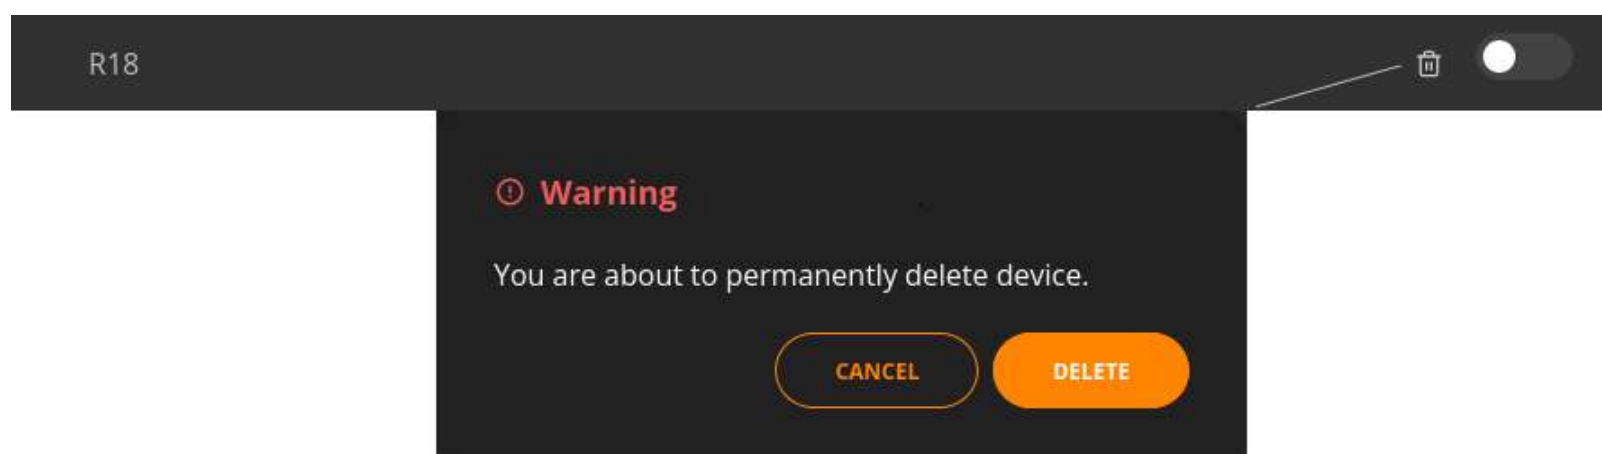 R18
Warning
You are about to permanently delete device.
CANCEL DELETE